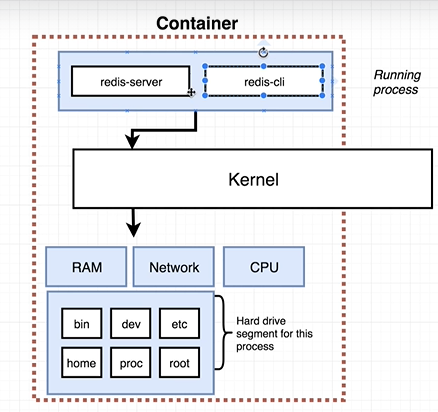 Container
redis-server
redis-cli
Running
process
Kernel
RAM
Network
CPU
bin
dev
etc
home
proc
root
Hard drive
segment for this
process